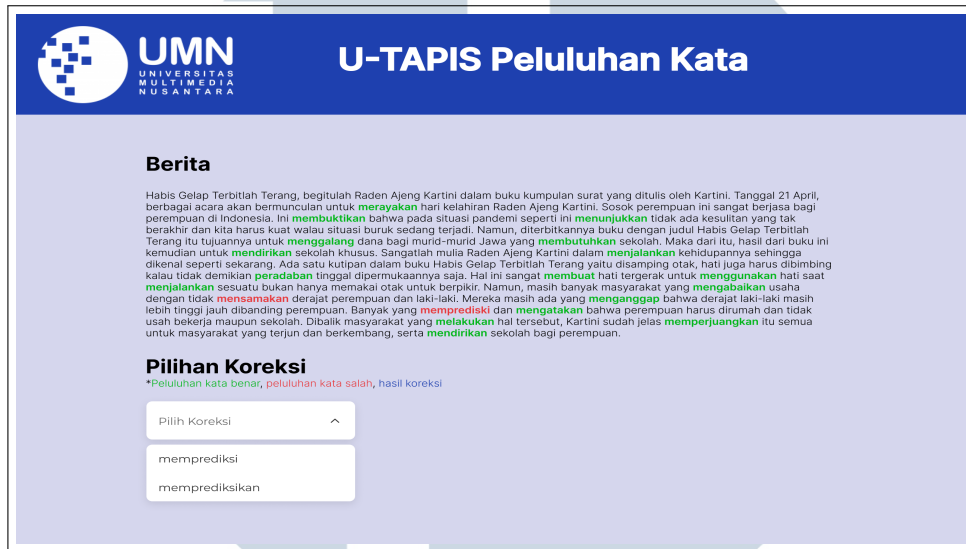 UMN
UNIVERSITAS
MULTIMEDIA
NUSANTARA
U-TAPIS Peluluhan Kata
Berita
Habis Gelap Terbitlah Terang, begitulah Raden Ajeng Kartini dalam buku kumpulan surat yang ditulis oleh Kartini. Tanggal 21 April,
berbagai acara akan bermunculan untuk merayakan hari kelahiran Raden Ajeng Kartini. Sosok perempuan ini sangat berjasa bagi
perempuan di Indonesia. Ini membuktikan bahwa pada situasi pandemi seperti ini menunjukkan tidak ada kesulitan yang tak
berakhir dan kita harus kuat walau situasi buruk sedang terjadi. Namun, diterbitkannya buku dengan judul Habis Gelap Terbitlah
Terang itu tujuannya untuk menggalang dana bagi murid-murid Jawa yang membutuhkan sekolah. Maka dari itu, hasil dari buku ini
kemudian untuk mendirikan sekolah khusus. Sangatlah mulia Raden Ajeng Kartini dalam menjalankan kehidupannya sehingga
dikenal seperti sekarang. Ada satu kutipan dalam buku Habis Gelap Terbitlah Terang yaitu disamping otak, hati juga harus dibimbing
kalau tidak demikian peradaban tinggal dipermukaannya saja. Hal ini sangat membuat hati tergerak untuk menggunakan hati saat
menjalankan sesuatu bukan hanya memakai otak untuk berpikir. Namun, masih banyak masyarakat yang mengabaikan usaha
dengan tidak mensamakan derajat perempuan dan laki-laki. Mereka masih ada yang menganggap bahwa derajat laki-laki masih
lebih tinggi jauh dibanding perempuan. Banyak yang memprediski dan mengatakan bahwa perempuan harus dirumah dan tidak
usah bekerja maupun sekolah. Dibalik masyarakat yang melakukan hal tersebut, Kartini sudah jelas memperjuangkan itu semua
untuk masyarakat yang terjun dan berkembang, serta mendirikan sekolah bagi perempuan.
Pilihan Koreksi
*Peluluhan kata benar, peluluhan kata salah, hasil koreksi
Pilih Koreksi
memprediksi
memprediksikan